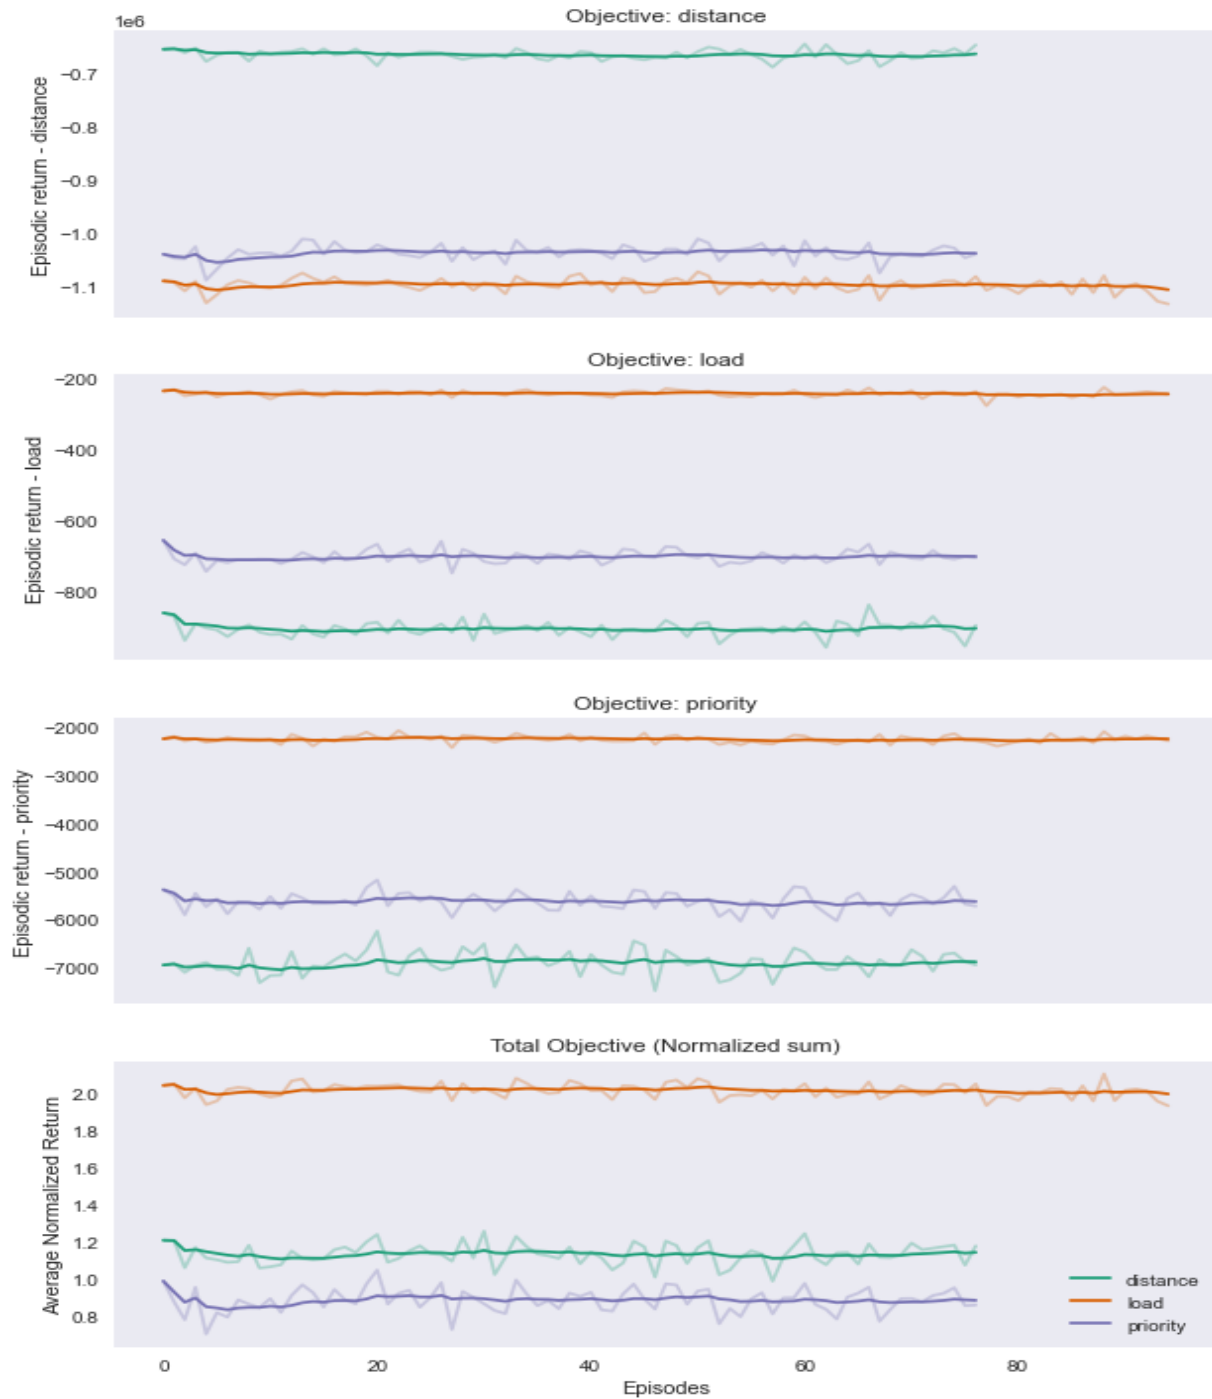 Objective: distance
1e6
Episodic return - distance
−0.7
−0.8
−0.9
−1.0
−1.1
Objective: load
Episodic return - load
−200
−400
−600
−800
Objective: priority
Episodic return - priority
−2000
−3000
−4000
−5000
−6000
−7000
Total Objective (Normalized sum)
Average Normalized Return
2.0
1.8
1.6
1.4
1.2
1.0
0.8
distance
load
priority
0 20 40 60 80
Episodes